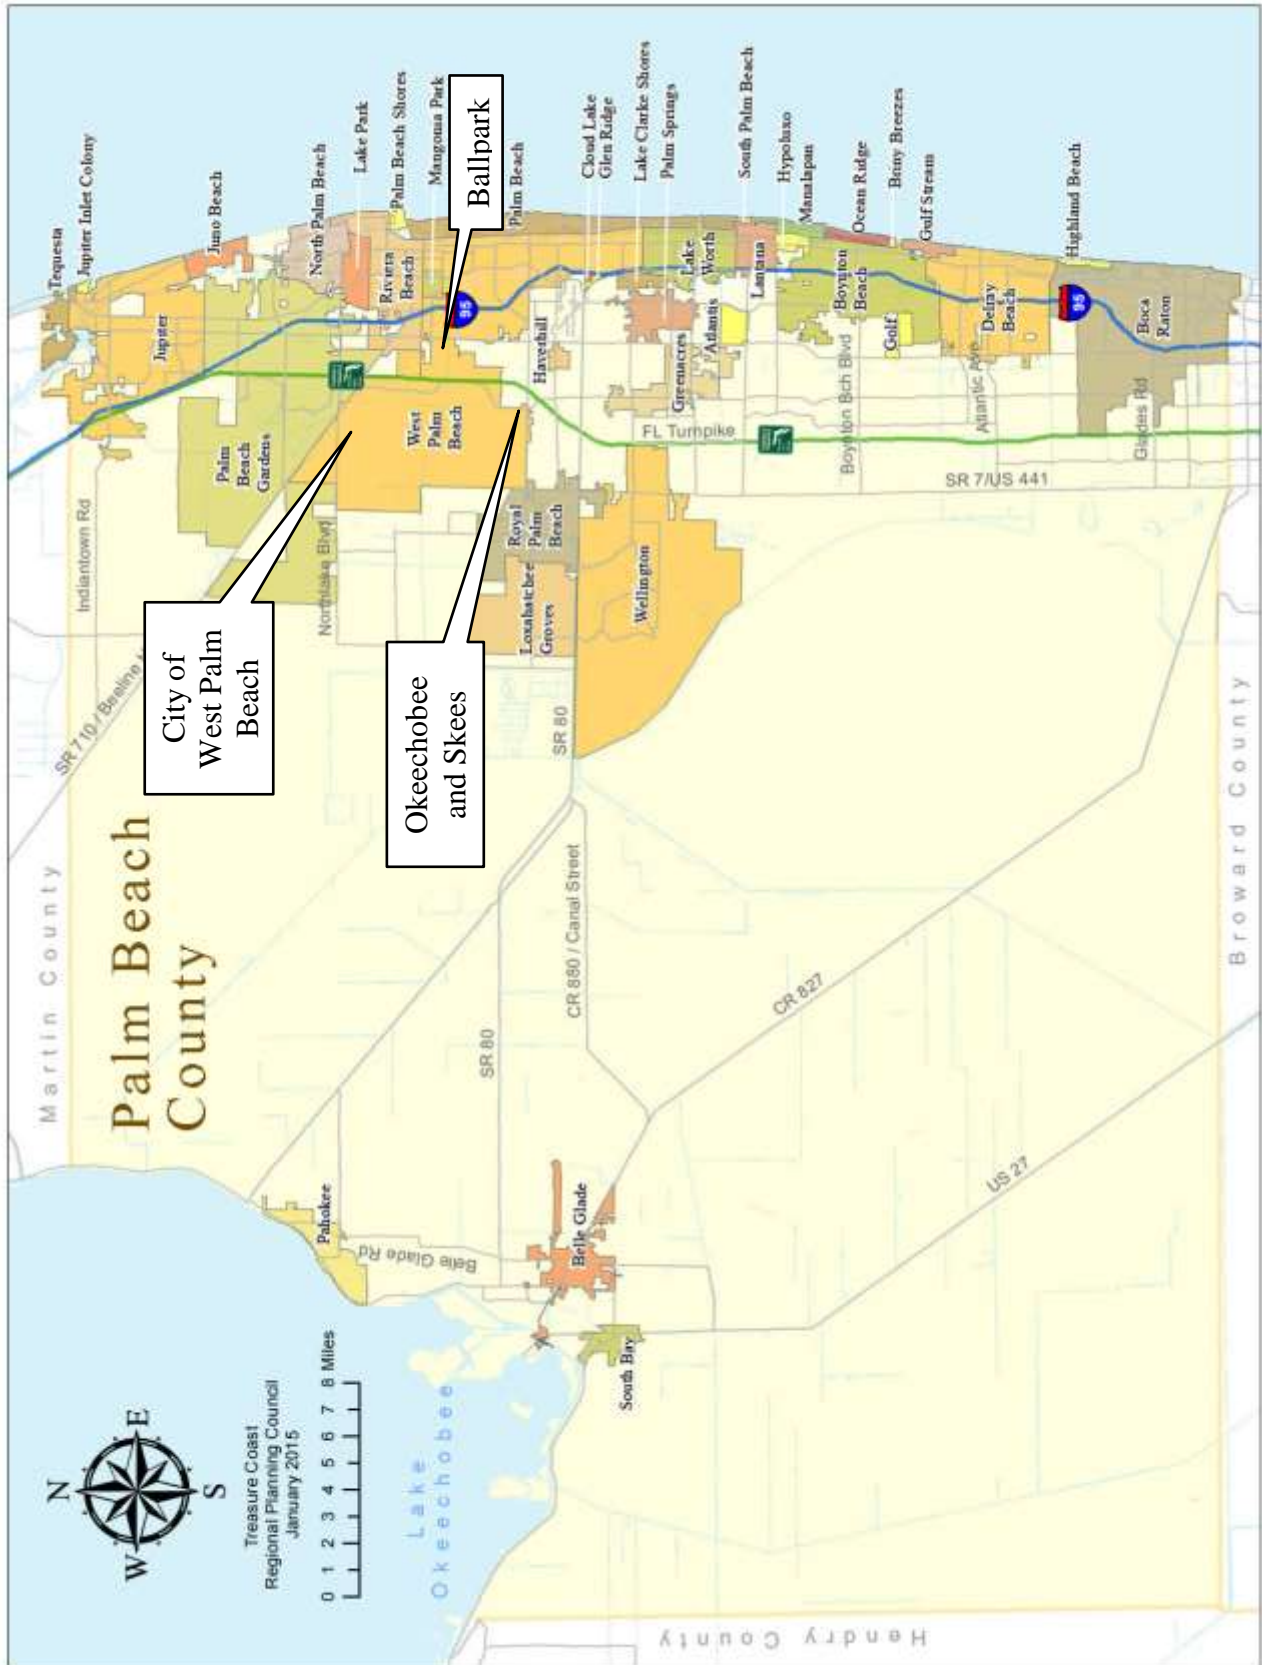 Palm Beach
County
Martin County
Broward County
Hendry County
Lake
Okeechobee
N
W
E
S
Treasure Coast
Regional Planning Council
January 2015
0 1 2 3 4 5 6 7 8 Miles
City of
West Palm
Beach
Okeechobee
and Skees
Ballpark
Tequesta
Jupiter Inlet Colony
Juno Beach
North Palm Beach
Lake Park
Palm Beach Shores
Mangonia Park
Palm Beach
Cloud Lake
Glen Ridge
Lake Clarke Shores
Palm Springs
South Palm Beach
Hypoluxo
Manalapan
Ocean Ridge
Briny Breezes
Gulf Stream
Highland Beach
Jupiter
Riviera
Beach
95
Palm
Beach
Gardens
West
Palm
Beach
Haverhill
Lake
Worth
Lantana
Atlantis
Greenacres
Boynton
Beach
Golf
Delray
Beach
95
Boca
Raton
Royal
Palm
Beach
Loxahatchee
Groves
Wellington
Indiantown Rd
SR 710 / Beeline
Northlake Blvd
FL Turnpike
Boynton Bch Blvd
Atlantic Ave
Glades Rd
SR 7/US 441
SR 80
SR 80
CR 880 / Canal Street
CR 827
US 27
Pahokee
Belle Glade Rd
Belle Glade
South Bay